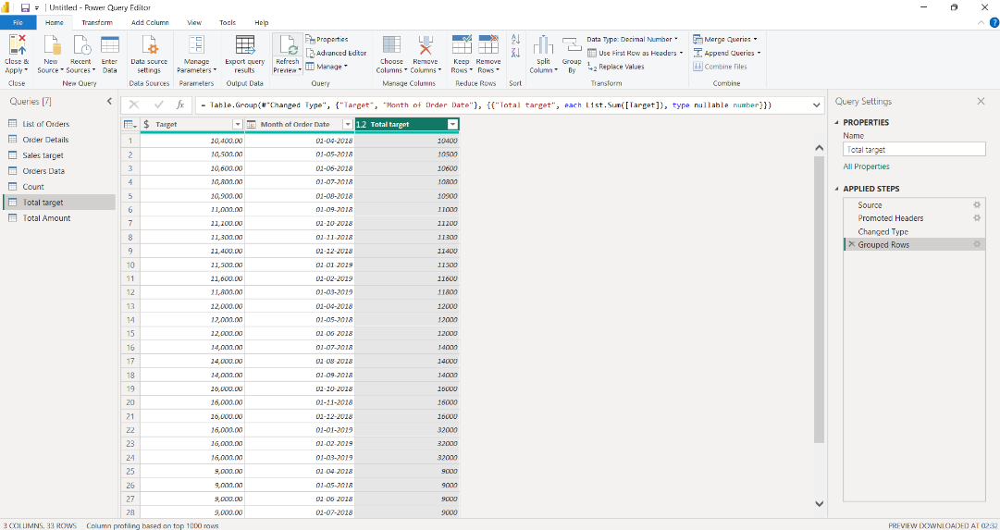 Untitled - Power Query Editor
File Home Transform Add Column View Tools Help
Close & Apply
New Source
Recent Sources
Enter Data
Data source settings
Manage Parameters
Export query results
Refresh Preview
Properties
Advanced Editor
Manage
Choose Columns
Remove Columns
Keep Rows
Remove Rows
Split Column
Group By
Data Type: Decimal Number
Use First Row as Headers
Replace Values
Merge Queries
Append Queries
Combine Files
Close New Query Data Sources Parameters Output Data Query Manage Columns Reduce Rows Sort Transform Combine
Queries [7]
List of Orders
Order Details
Sales target
Orders Data
Count
Total target
Total Amount
fx = Table.Group(#"Changed Type", {"Target", "Month of Order Date"}, {{"Total target", each List.Sum([Target]), type nullable number}})
$ Target Month of Order Date 1.2 Total target
1 10,400.00 01-04-2018 10400
2 10,500.00 01-05-2018 10500
3 10,600.00 01-06-2018 10600
4 10,800.00 01-07-2018 10800
5 10,900.00 01-08-2018 10900
6 11,000.00 01-09-2018 11000
7 11,100.00 01-10-2018 11100
8 11,300.00 01-11-2018 11300
9 11,400.00 01-12-2018 11400
10 11,500.00 01-01-2019 11500
11 11,600.00 01-02-2019 11600
12 11,800.00 01-03-2019 11800
13 12,000.00 01-04-2018 12000
14 12,000.00 01-05-2018 12000
15 12,000.00 01-06-2018 12000
16 14,000.00 01-07-2018 14000
17 14,000.00 01-08-2018 14000
18 14,000.00 01-09-2018 14000
19 16,000.00 01-10-2018 16000
20 16,000.00 01-11-2018 16000
21 16,000.00 01-12-2018 16000
22 16,000.00 01-01-2019 32000
23 16,000.00 01-02-2019 32000
24 16,000.00 01-03-2019 32000
25 9,000.00 01-04-2018 9000
26 9,000.00 01-05-2018 9000
27 9,000.00 01-06-2018 9000
28 9,000.00 01-07-2018 9000
Query Settings
PROPERTIES
Name
Total target
All Properties
APPLIED STEPS
Source
Promoted Headers
Changed Type
Grouped Rows
3 COLUMNS, 33 ROWS Column profiling based on top 1000 rows
PREVIEW DOWNLOADED AT 02:32